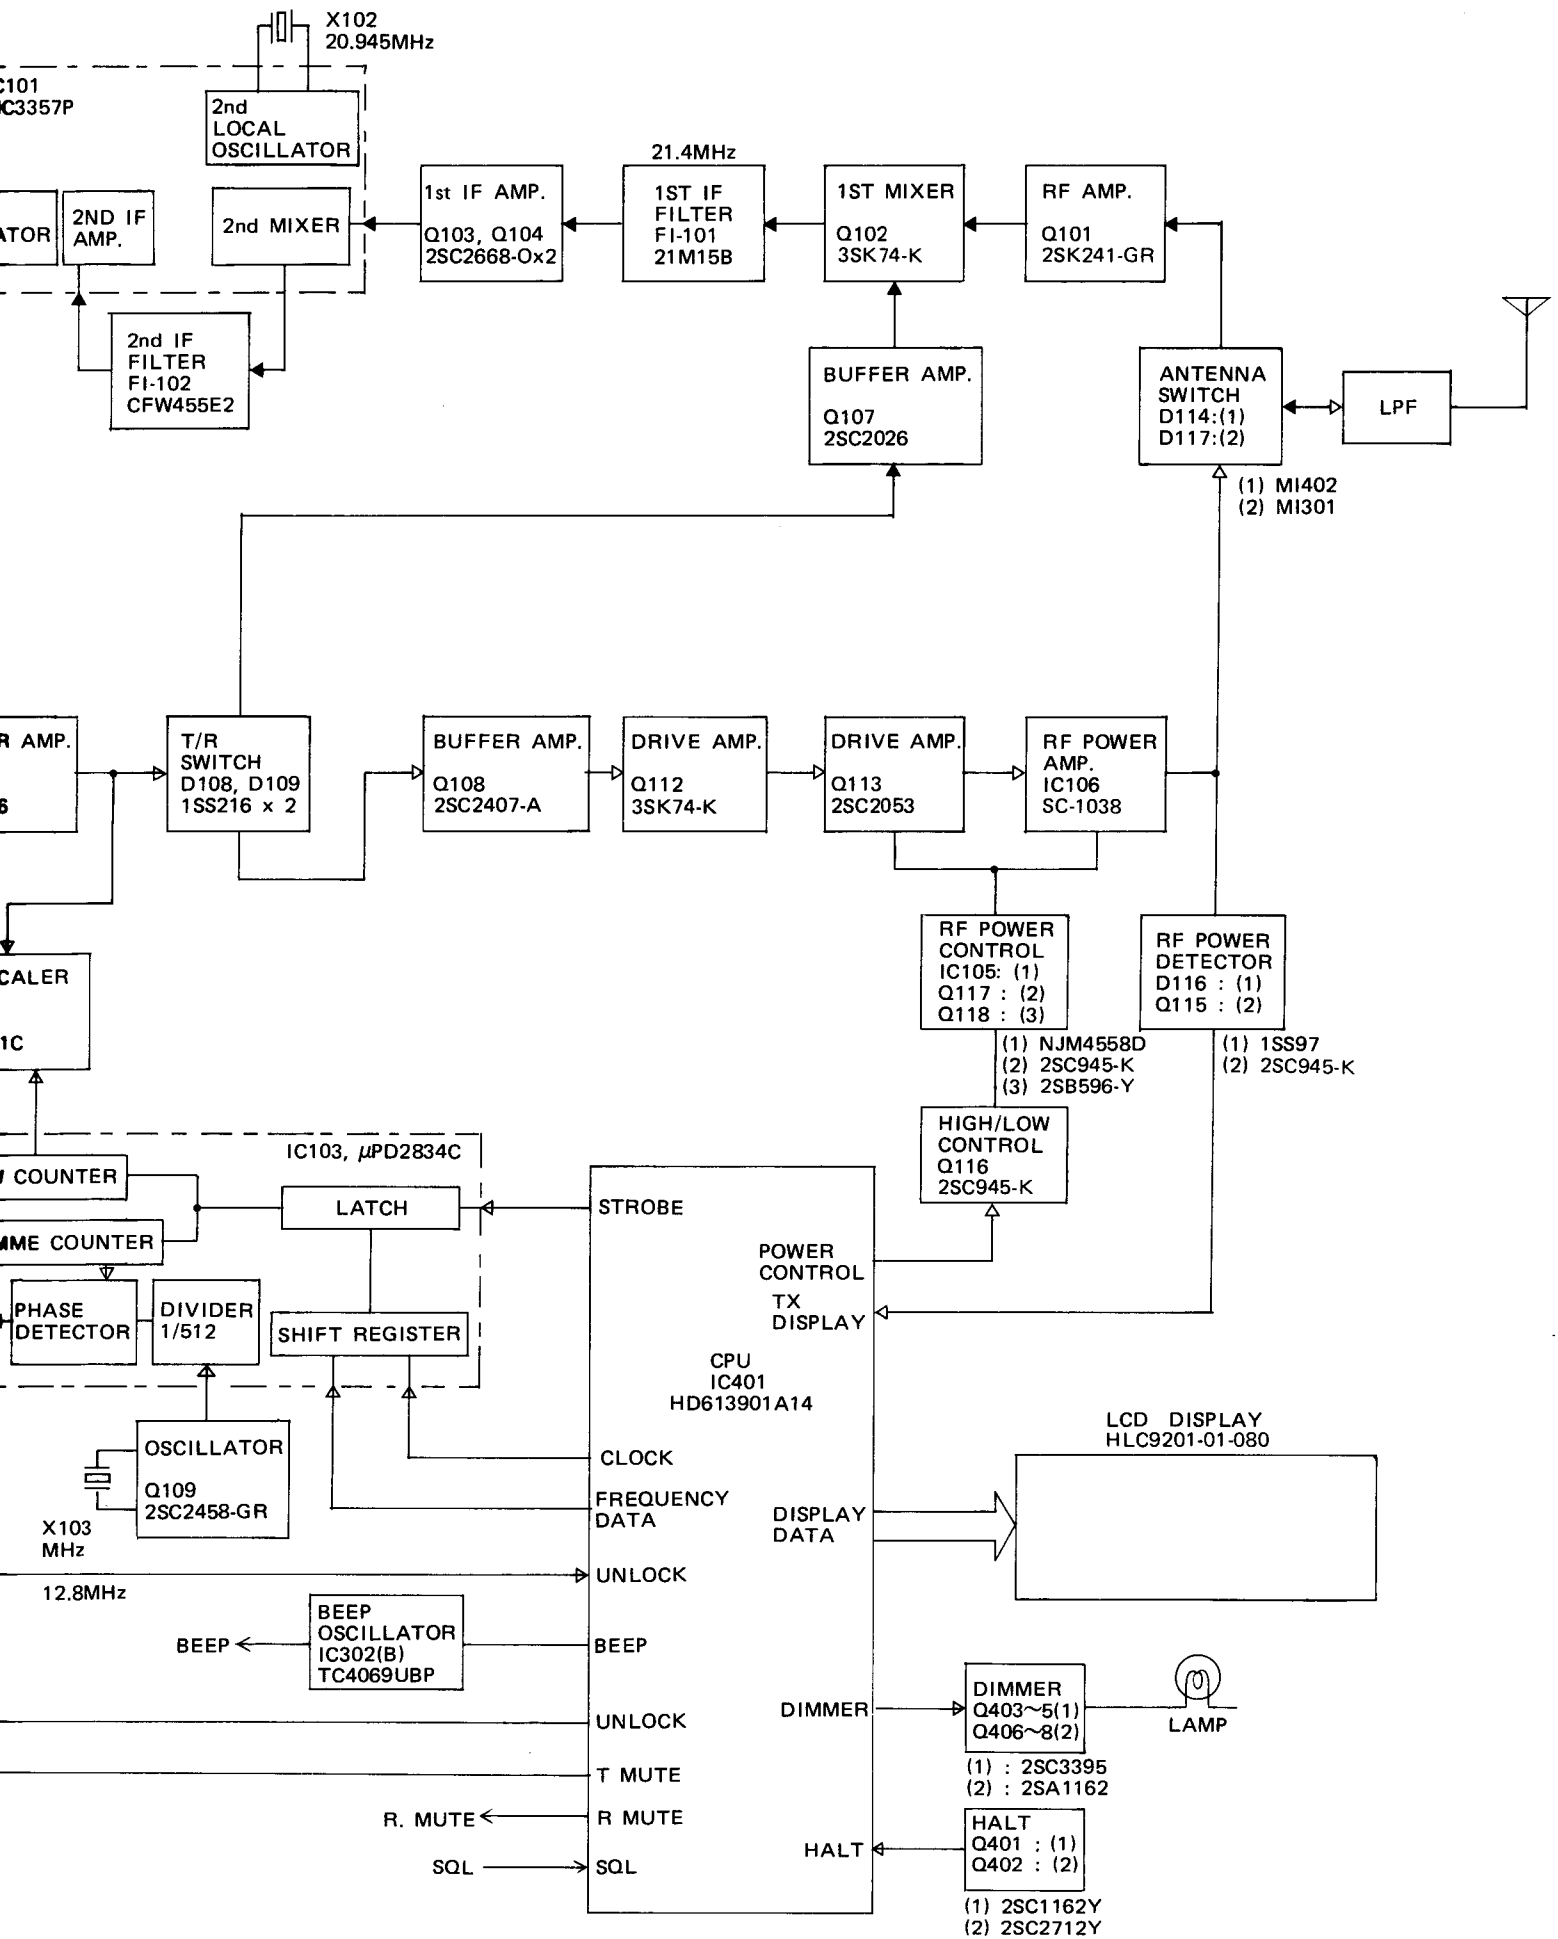 X102
20.945MHz
C101
MC3357P
2nd
LOCAL
OSCILLATOR
21.4MHz
2ND IF
AMP.
2nd MIXER
1st IF AMP.
Q103, Q104
2SC2668-Ox2
1ST IF
FILTER
FI-101
21M15B
1ST MIXER
Q102
3SK74-K
RF AMP.
Q101
2SK241-GR
ATOR
2nd IF
FILTER
FI-102
CFW455E2
BUFFER AMP.
Q107
2SC2026
ANTENNA
SWITCH
D114:(1)
D117:(2)
LPF
(1) MI402
(2) MI301
R AMP.
6
T/R
SWITCH
D108, D109
1SS216 x 2
BUFFER AMP.
Q108
2SC2407-A
DRIVE AMP.
Q112
3SK74-K
DRIVE AMP.
Q113
2SC2053
RF POWER
AMP.
IC106
SC-1038
CALER
1C
RF POWER
CONTROL
IC105: (1)
Q117 : (2)
Q118 : (3)
RF POWER
DETECTOR
D116 : (1)
Q115 : (2)
(1) NJM4558D
(2) 2SC945-K
(3) 2SB596-Y
(1) 1SS97
(2) 2SC945-K
HIGH/LOW
CONTROL
Q116
2SC945-K
IC103, μPD2834C
COUNTER
LATCH
MME COUNTER
PHASE
DETECTOR
DIVIDER
1/512
SHIFT REGISTER
STROBE
POWER
CONTROL
TX
DISPLAY
CPU
IC401
HD613901A14
OSCILLATOR
Q109
2SC2458-GR
X103
MHz
12.8MHz
CLOCK
FREQUENCY
DATA
DISPLAY
DATA
LCD DISPLAY
HLC9201-01-080
UNLOCK
BEEP
BEEP
OSCILLATOR
IC302(B)
TC4069UBP
BEEP
DIMMER
DIMMER
Q403~5(1)
Q406~8(2)
LAMP
(1) : 2SC3395
(2) : 2SA1162
UNLOCK
T MUTE
R. MUTE
R MUTE
SQL
SQL
HALT
HALT
Q401 : (1)
Q402 : (2)
(1) 2SC1162Y
(2) 2SC2712Y